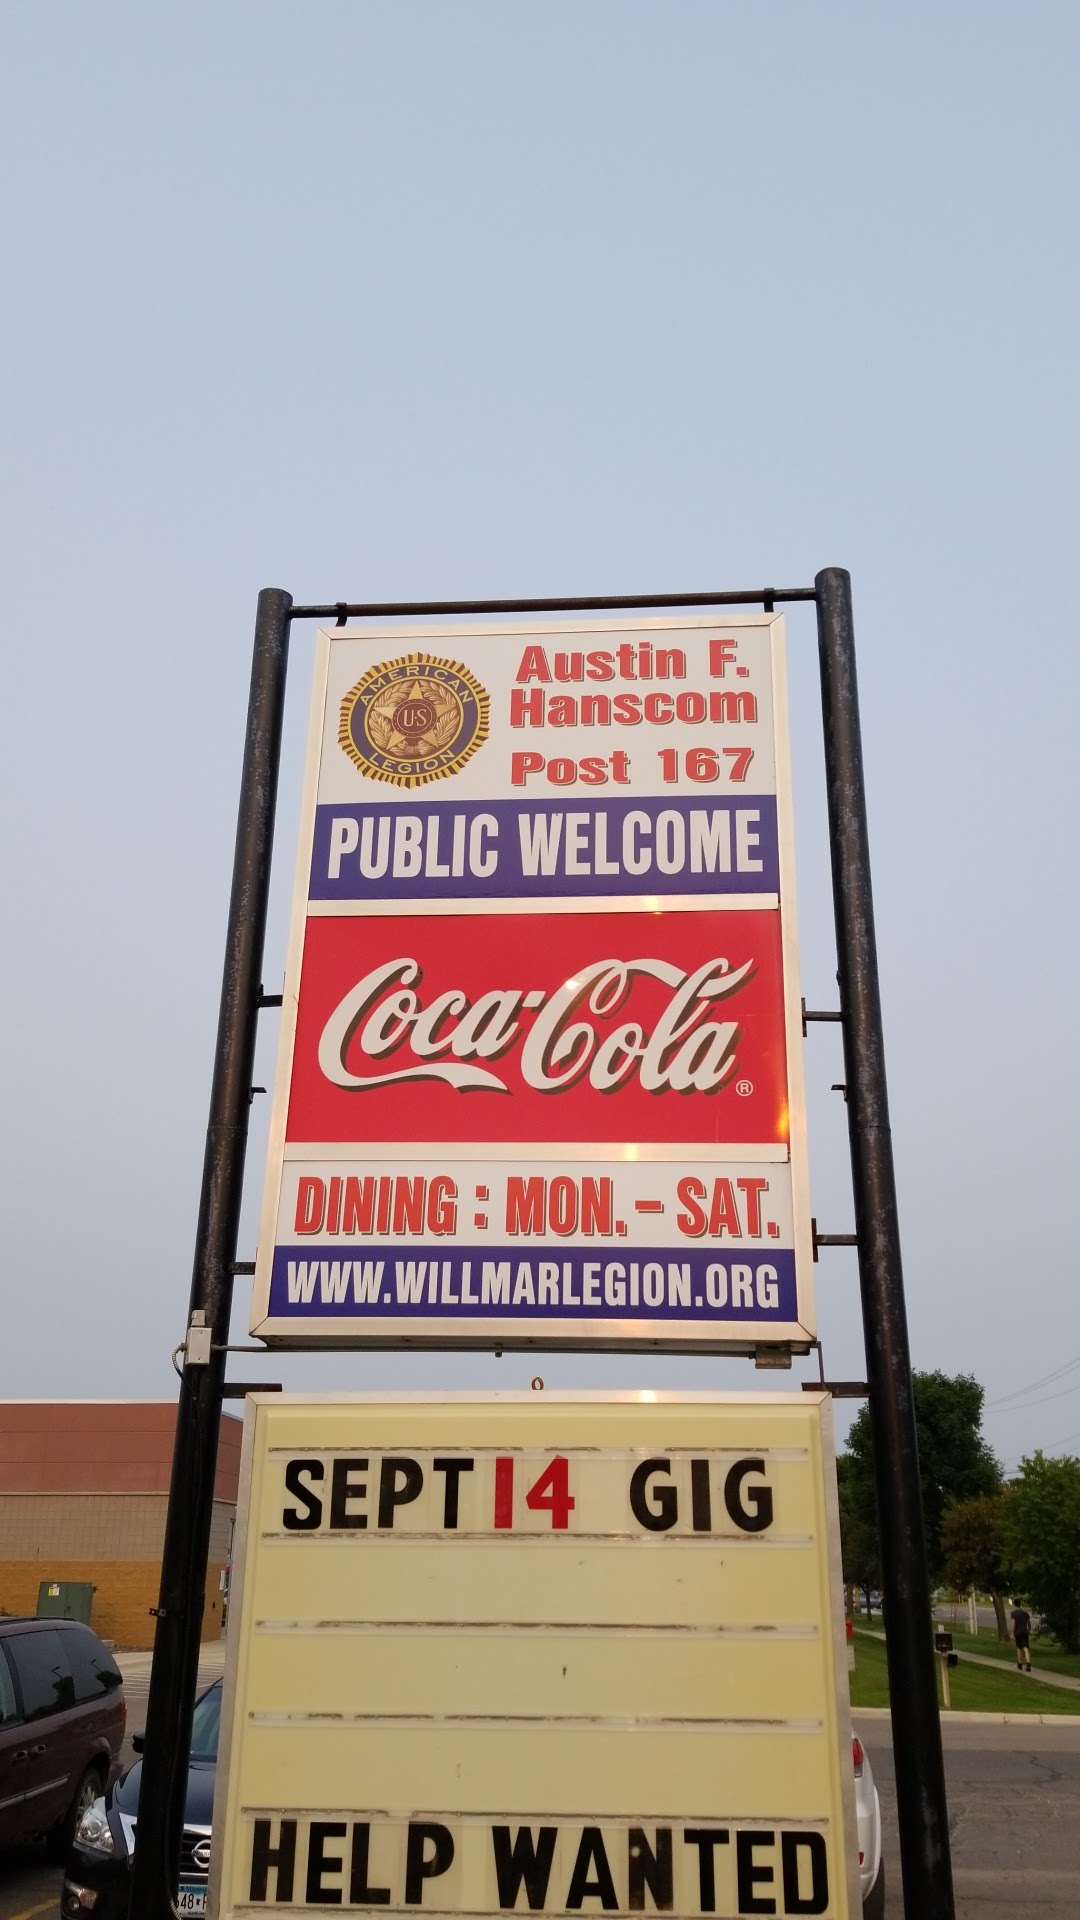 AMERICAN
U·S
LEGION
Austin F.
Hanscom
Post 167
PUBLIC WELCOME
Coca-Cola®
DINING : MON. – SAT.
WWW.WILLMARLEGION.ORG
SEPT 14 GIG
HELP WANTED